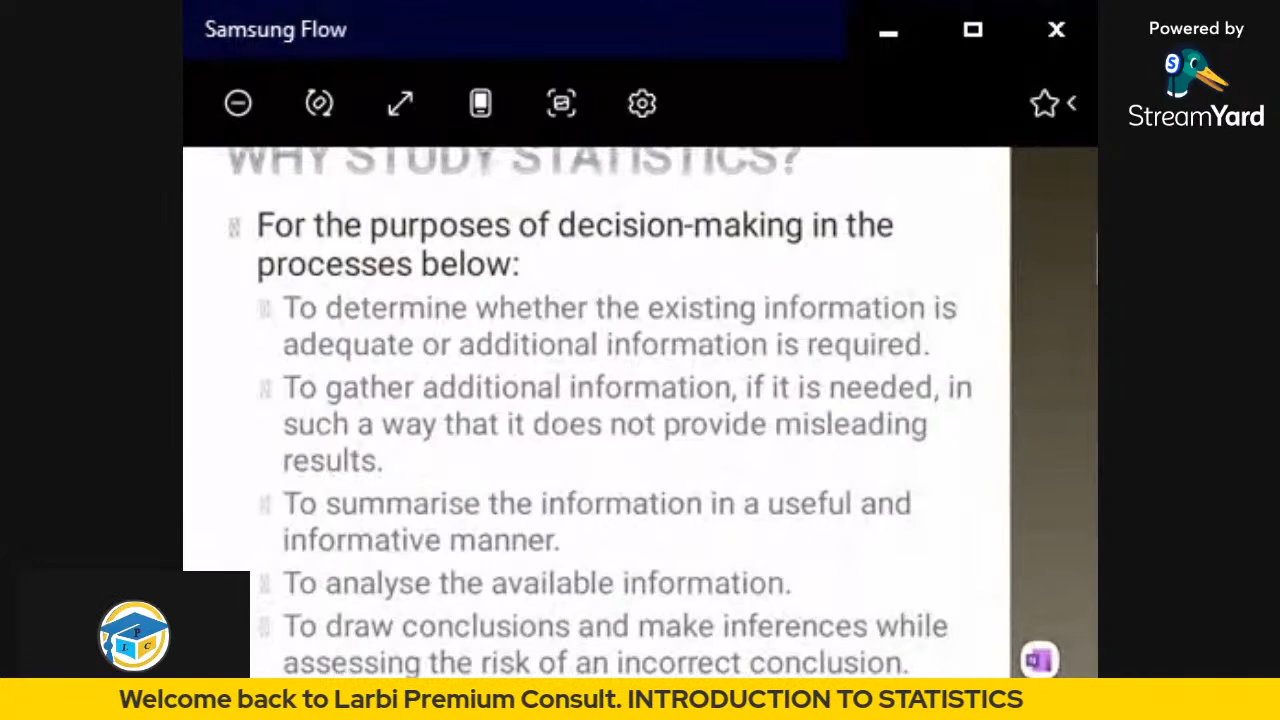 Samsung Flow
Powered by
StreamYard
WHY STUDY STATISTICS?
For the purposes of decision-making in the
processes below:
To determine whether the existing information is
adequate or additional information is required.
To gather additional information, if it is needed, in
such a way that it does not provide misleading
results.
To summarise the information in a useful and
informative manner.
To analyse the available information.
To draw conclusions and make inferences while
assessing the risk of an incorrect conclusion.
P
L C
Welcome back to Larbi Premium Consult. INTRODUCTION TO STATISTICS